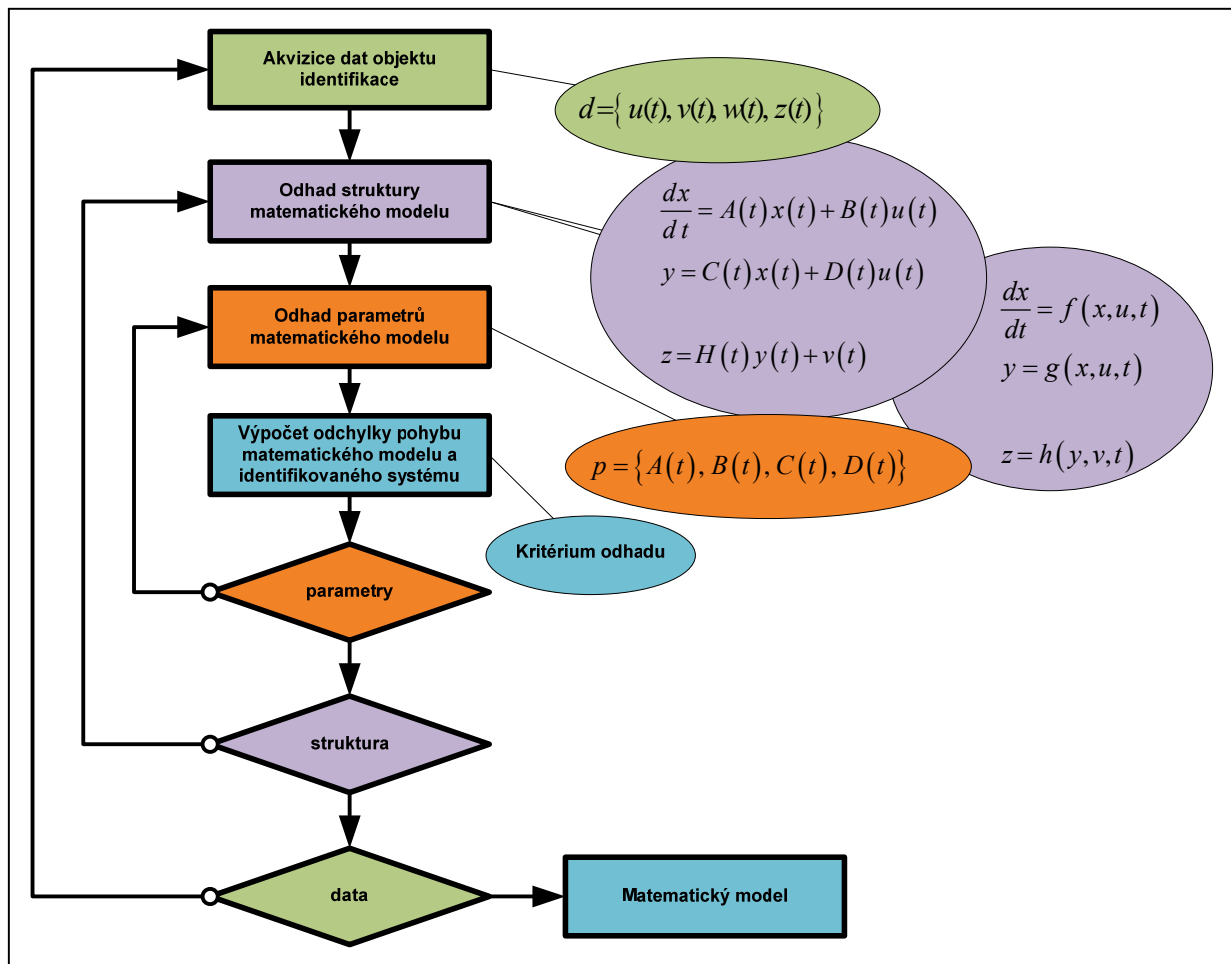 Akvizice dat objektu
identifikace
d={ u(t), v(t), w(t), z(t)}
Odhad struktury
matematického modelu
dx/dt = A(t)x(t)+B(t)u(t)
y = C(t)x(t)+D(t)u(t)
z=H(t)y(t)+v(t)
dx/dt = f(x,u,t)
y = g(x,u,t)
z = h(y,v,t)
Odhad parametrů
matematického modelu
p = {A(t), B(t), C(t), D(t)}
Výpočet odchylky pohybu
matematického modelu a
identifikovaného systému
Kritérium odhadu
parametry
struktura
data
Matematický model